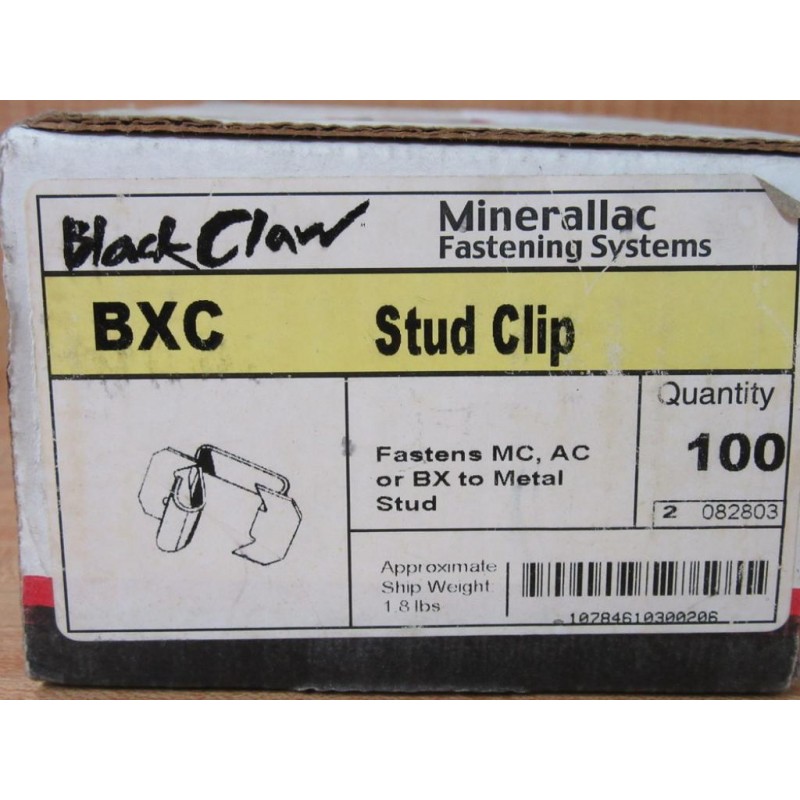 Black Claw
Minerallac
Fastening Systems
BXC
Stud Clip
Fastens MC, AC
or BX to Metal
Stud
Quantity
100
2 082803
Approximate
Ship Weight:
1.8 lbs
10784610300206